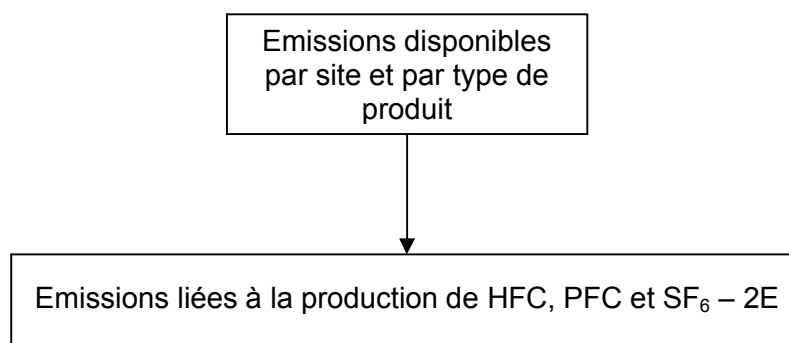 Emissions disponibles
par site et par type de
produit
Emissions liées à la production de HFC, PFC et SF₆ – 2E